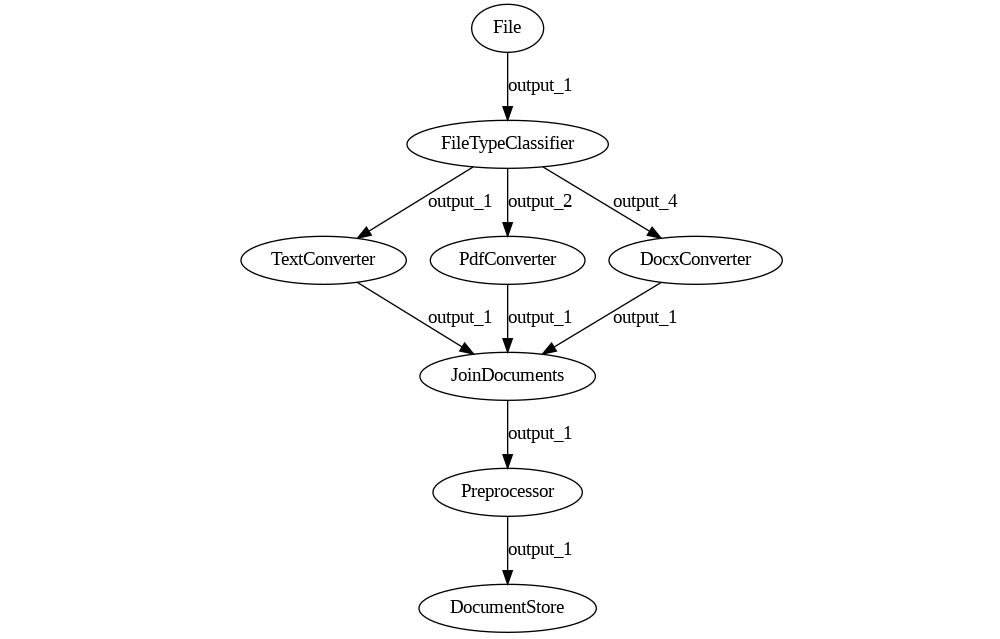 File
output_1
FileTypeClassifier
output_1 output_2 output_4
TextConverter PdfConverter DocxConverter
output_1 output_1 output_1
JoinDocuments
output_1
Preprocessor
output_1
DocumentStore